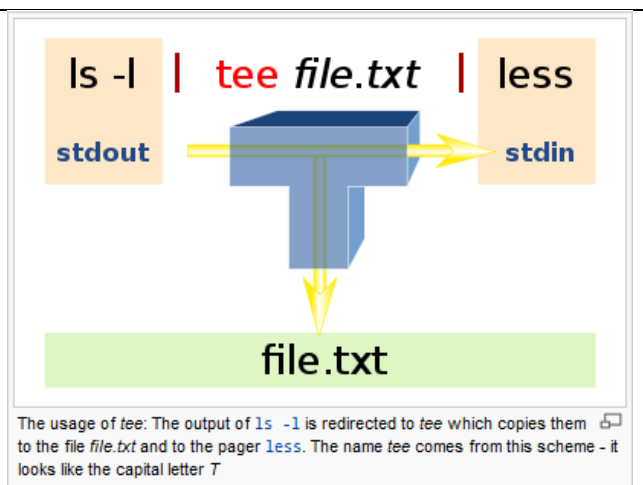 ls -l | tee file.txt | less
stdout stdin
file.txt
The usage of tee: The output of ls -l is redirected to tee which copies them
to the file file.txt and to the pager less. The name tee comes from this scheme - it
looks like the capital letter T